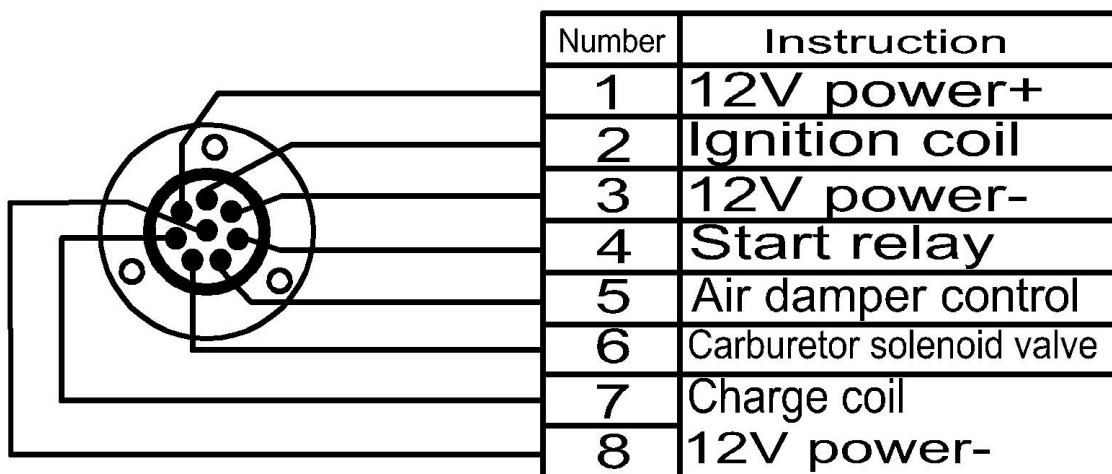 Number Instruction
1 12V power+
2 Ignition coil
3 12V power-
4 Start relay
5 Air damper control
6 Carburetor solenoid valve
7 Charge coil
8 12V power-